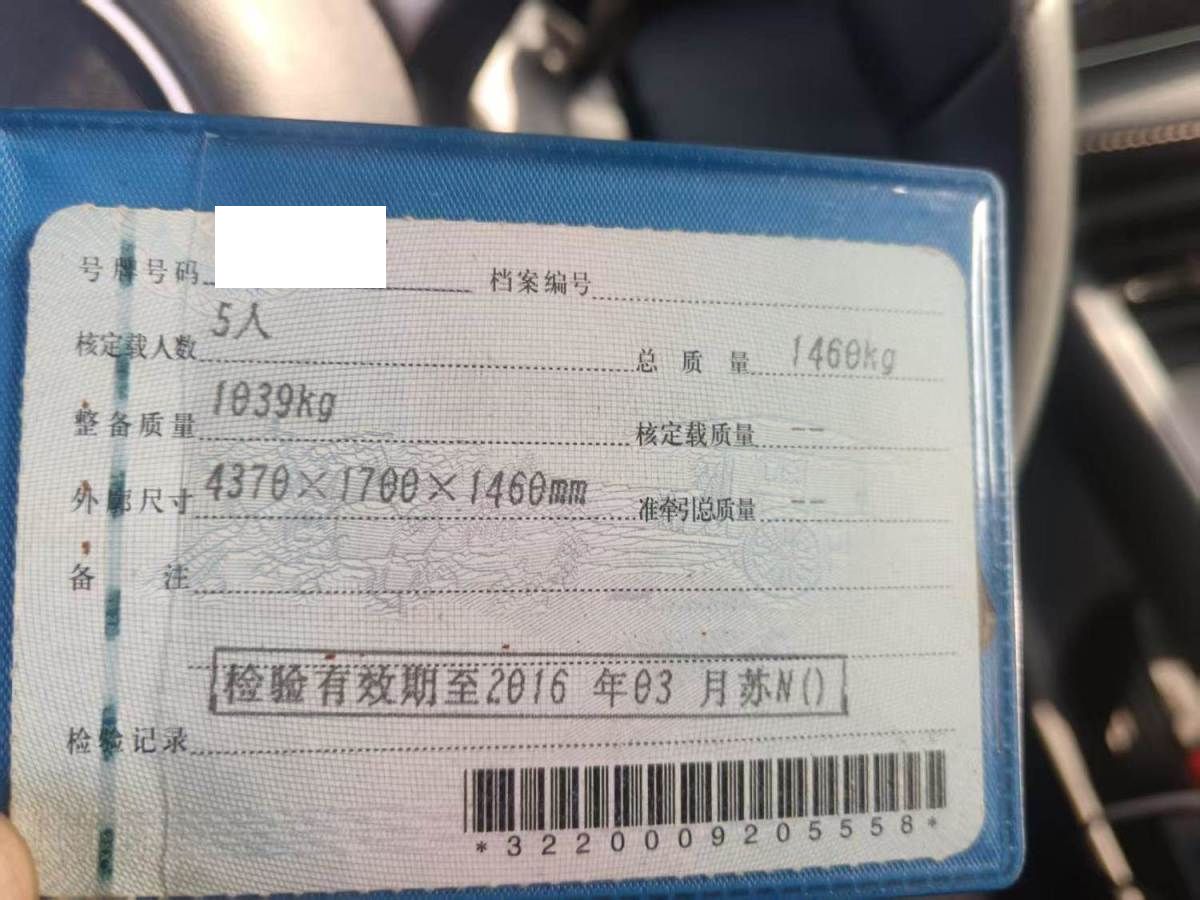 号牌号码 档案编号
核定载人数 5人 总质量 1460kg
整备质量 1039kg 核定载质量 --
外廓尺寸 4370×1700×1460mm 准牵引总质量 --
备注
检验有效期至2016 年03 月苏N()
检验记录
*3220009205558*